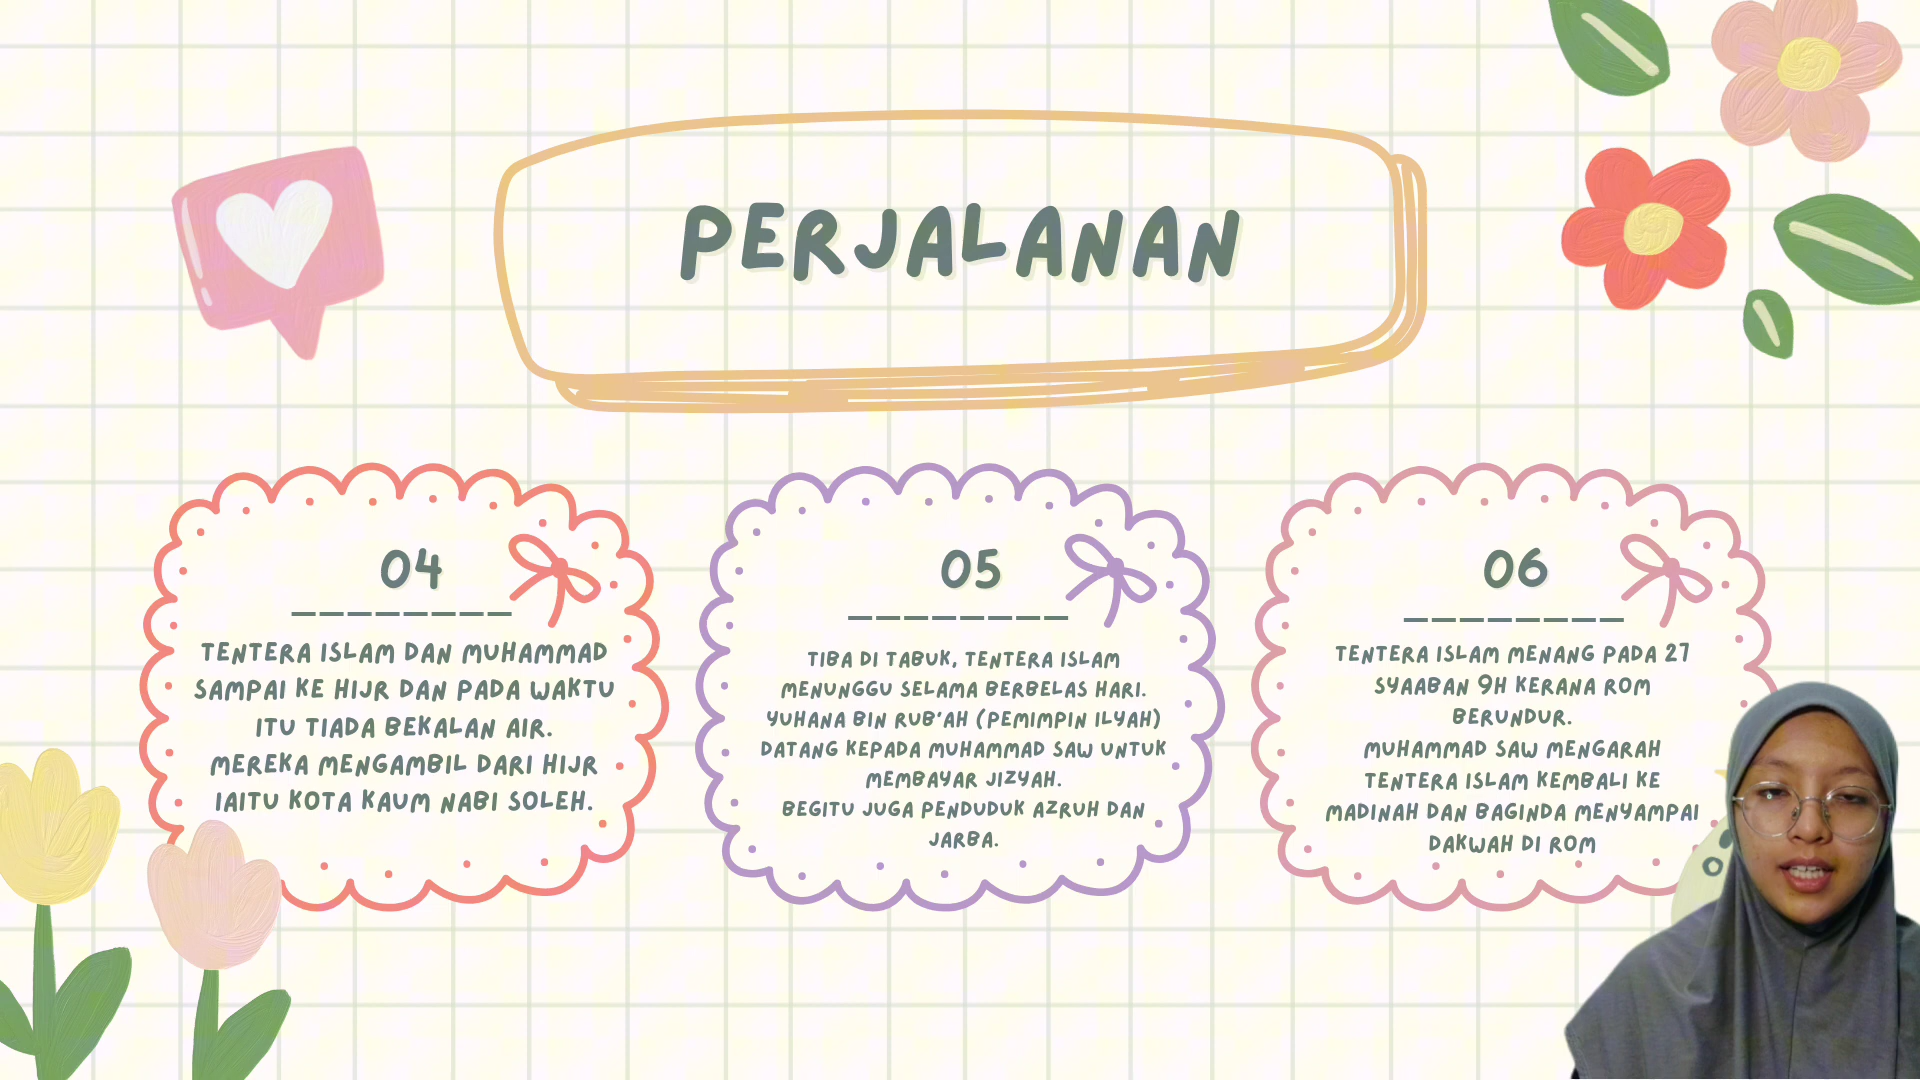 PERJALANAN
04
TENTERA ISLAM DAN MUHAMMAD
SAMPAI KE HIJR DAN PADA WAKTU
ITU TIADA BEKALAN AIR.
MEREKA MENGAMBIL DARI HIJR
IAITU KOTA KAUM NABI SOLEH.
05
TIBA DI TABUK, TENTERA ISLAM
MENUNGGU SELAMA BERBELAS HARI.
YUHANA BIN RUB'AH (PEMIMPIN ILYAH)
DATANG KEPADA MUHAMMAD SAW UNTUK
MEMBAYAR JIZYAH.
BEGITU JUGA PENDUDUK AZRUH DAN
JARBA.
06
TENTERA ISLAM MENANG PADA 27
SYAABAN 9H KERANA ROM
BERUNDUR.
MUHAMMAD SAW MENGARAH
TENTERA ISLAM KEMBALI KE
MADINAH DAN BAGINDA MENYAMPAI
DAKWAH DI ROM